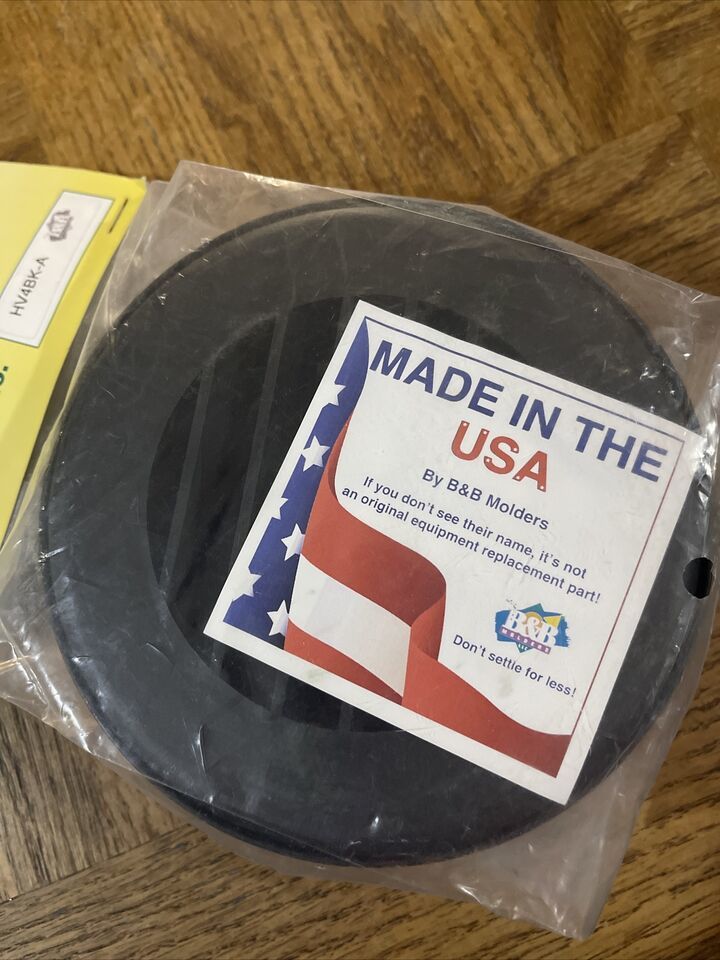 HV4BK-A
MADE IN THE
USA
By B&B Molders
If you don't see their name, it's not
an original equipment replacement part!
B&B
MOLDERS
Don't settle for less!